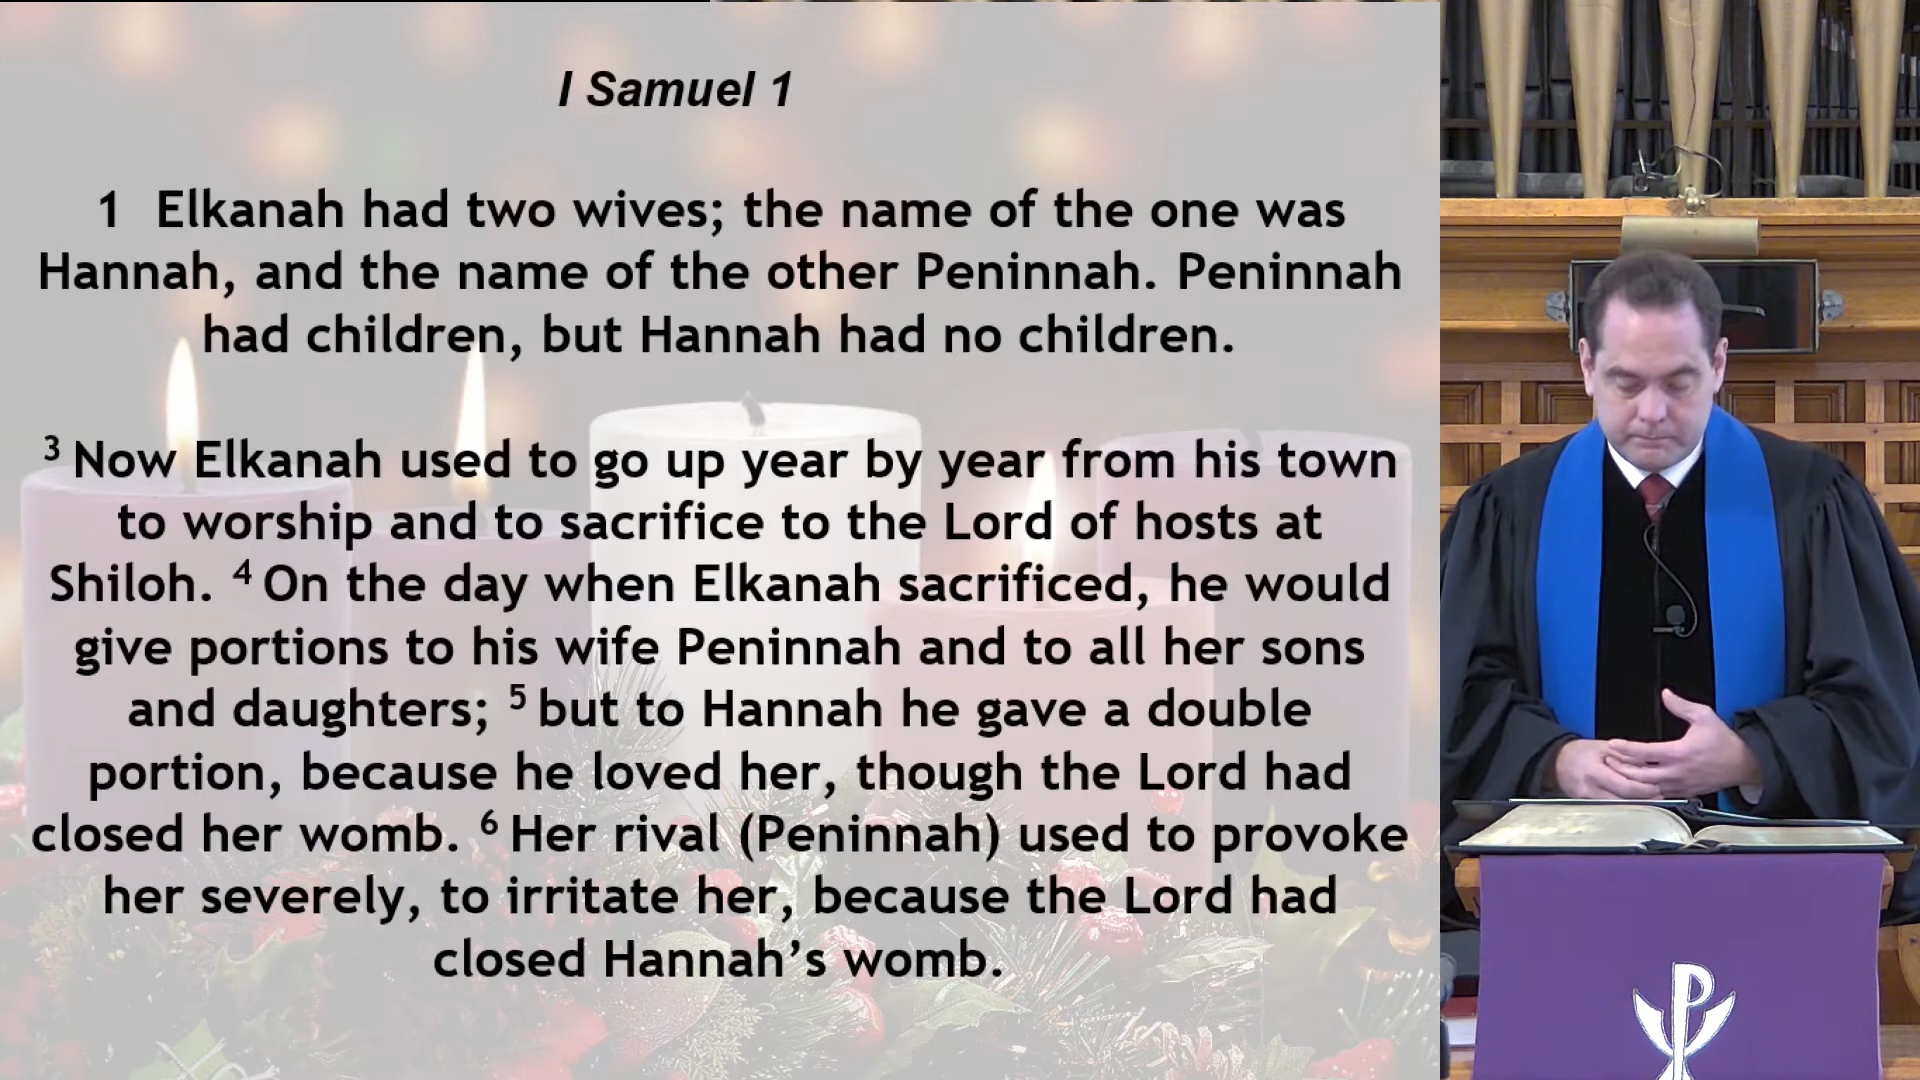 I Samuel 1
1 Elkanah had two wives; the name of the one was
Hannah, and the name of the other Peninnah. Peninnah
had children, but Hannah had no children.
3 Now Elkanah used to go up year by year from his town
to worship and to sacrifice to the Lord of hosts at
Shiloh. 4 On the day when Elkanah sacrificed, he would
give portions to his wife Peninnah and to all her sons
and daughters; 5 but to Hannah he gave a double
portion, because he loved her, though the Lord had
closed her womb. 6 Her rival (Peninnah) used to provoke
her severely, to irritate her, because the Lord had
closed Hannah’s womb.